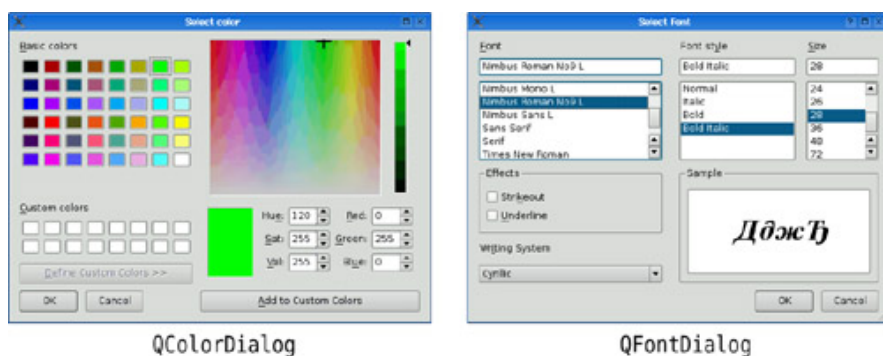 Select color
Basic colors
Custom colors
Hue: 120
Red: 0
Sat: 255
Green: 255
Val: 255
Blue: 0
Define Custom Colors >>
OK
Cancel
Add to Custom Colors
QColorDialog
Select Font
Font
Font style
Size
Nimbus Roman No9 L
Bold Italic
28
Nimbus Mono L
Nimbus Roman No9 L
Nimbus Sans L
Sans Serif
Serif
Times New Roman
Normal
Italic
Bold
Bold Italic
24
26
28
36
48
72
Effects
Strikeout
Underline
Sample
ДджЂ
Writing System
Cyrillic
OK
Cancel
QFontDialog